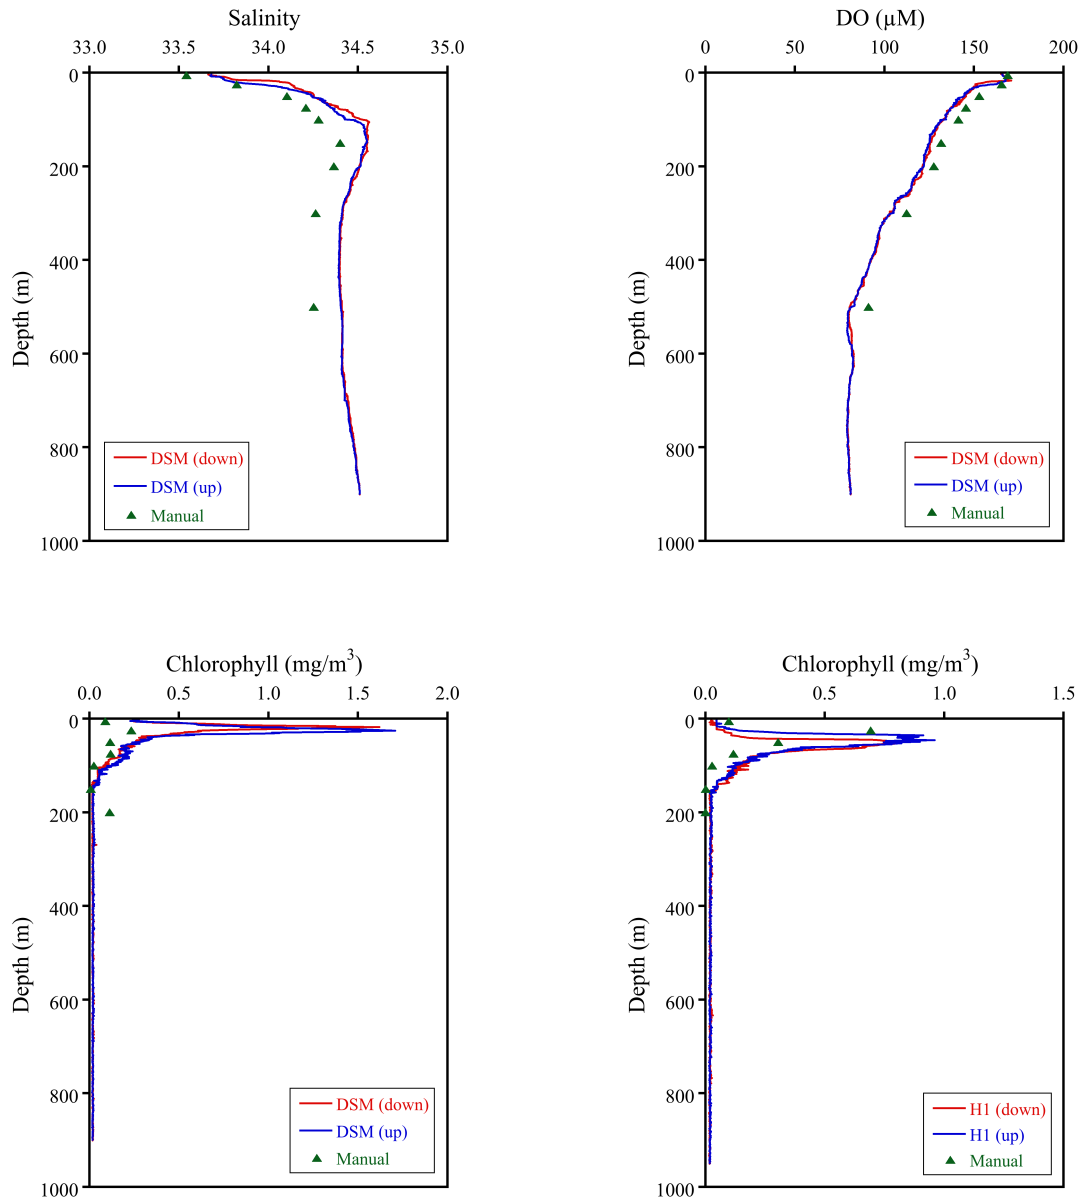 Salinity
33.0 33.5 34.0 34.5 35.0
0
200
400
600
800
1000
Depth (m)
DSM (down)
DSM (up)
Manual
DO (μM)
0 50 100 150 200
0
200
400
600
800
1000
Depth (m)
DSM (down)
DSM (up)
Manual
Chlorophyll (mg/m³)
0.0 0.5 1.0 1.5 2.0
0
200
400
600
800
1000
Depth (m)
DSM (down)
DSM (up)
Manual
Chlorophyll (mg/m³)
0.0 0.5 1.0 1.5
0
200
400
600
800
1000
Depth (m)
H1 (down)
H1 (up)
Manual